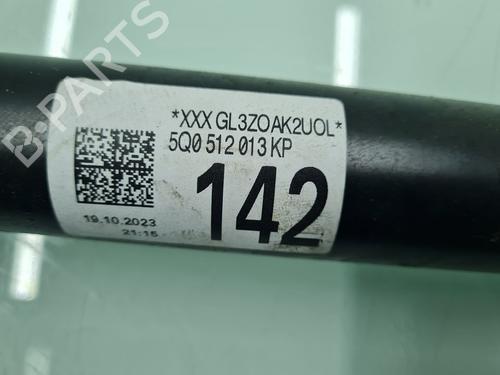 *XXX GL3ZOAK2UOL*
5Q0 512 013 KP
142
19.10.2023
21:15
B-Parts